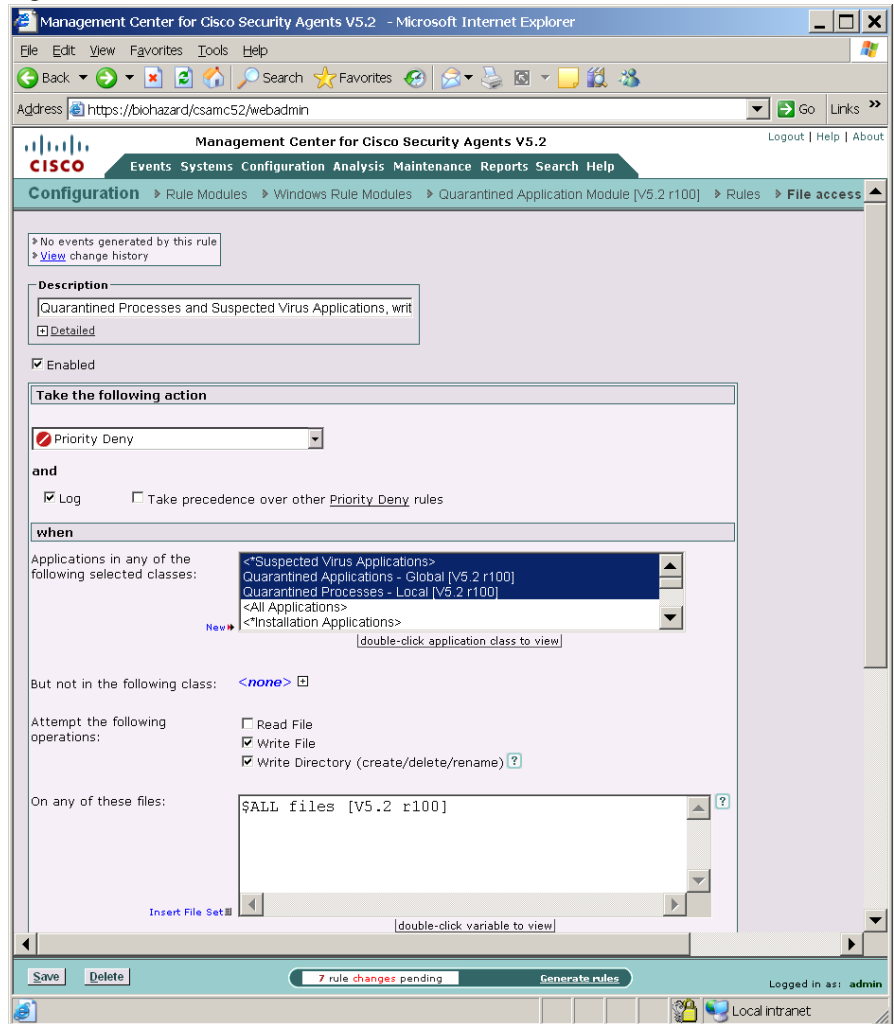 Management Center for Cisco Security Agents V5.2 - Microsoft Internet Explorer
File Edit View Favorites Tools Help
Back Search Favorites
Address https://biohazard/csamc52/webadmin Go Links »
Management Center for Cisco Security Agents V5.2 Logout | Help | About
CISCO Events Systems Configuration Analysis Maintenance Reports Search Help
Configuration Rule Modules Windows Rule Modules Quarantined Application Module [V5.2 r100] Rules File access
No events generated by this rule
View change history
Description
Quarantined Processes and Suspected Virus Applications, writ
+ Detailed
Enabled
Take the following action
Priority Deny
and
Log Take precedence over other Priority Deny rules
when
Applications in any of the
following selected classes:
New
<*Suspected Virus Applications>
Quarantined Applications - Global [V5.2 r100]
Quarantined Processes - Local [V5.2 r100]
<All Applications>
<*Installation Applications>
double-click application class to view
But not in the following class: <none> +
Attempt the following
operations:
Read File
Write File
Write Directory (create/delete/rename) ?
On any of these files:
$ALL files [V5.2 r100] ?
Insert File Set
double-click variable to view
Save Delete 7 rule changes pending Generate rules Logged in as: admin
Local intranet